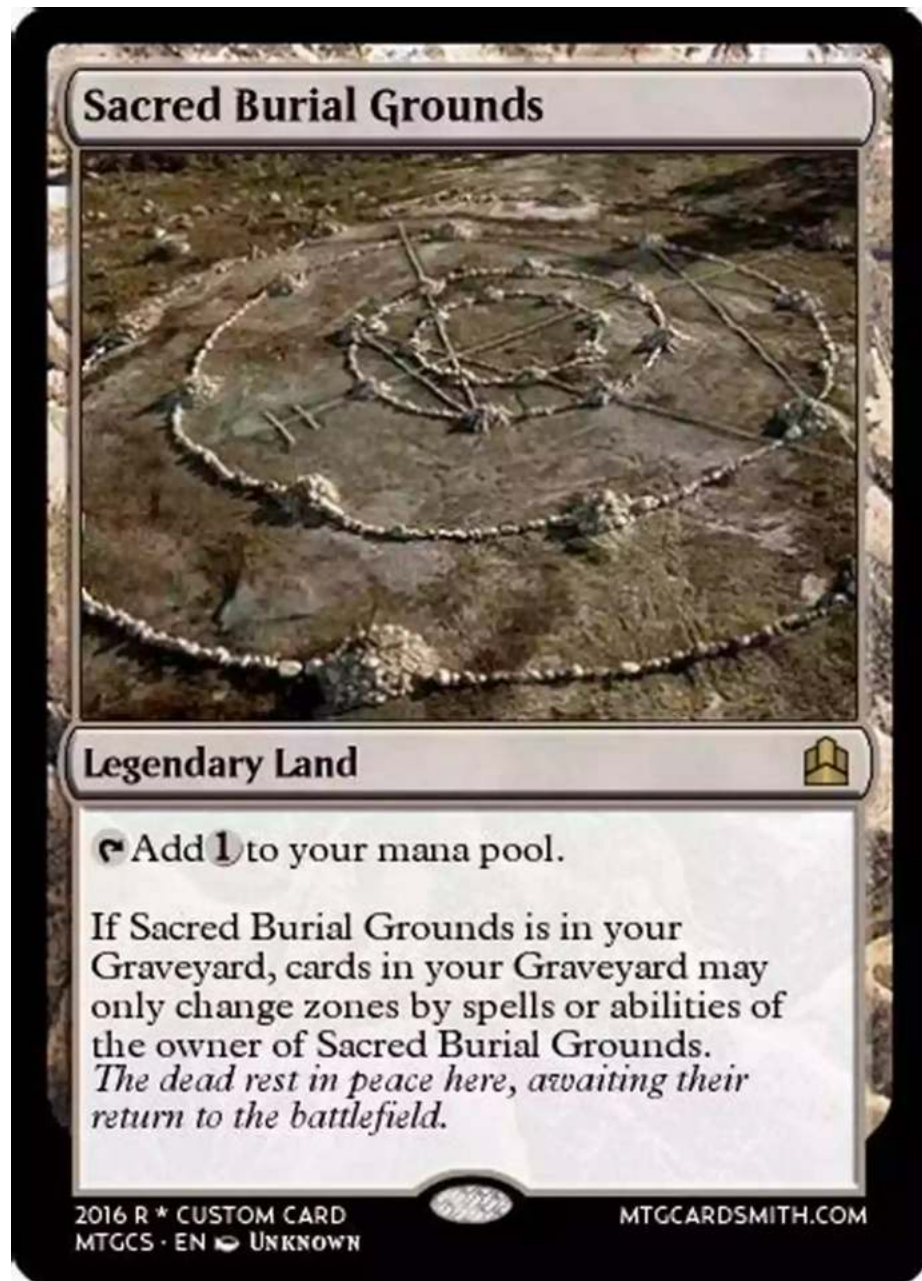 Sacred Burial Grounds
Legendary Land
Add 1 to your mana pool.
If Sacred Burial Grounds is in your
Graveyard, cards in your Graveyard may
only change zones by spells or abilities of
the owner of Sacred Burial Grounds.
The dead rest in peace here, awaiting their
return to the battlefield.
2016 R * CUSTOM CARD
MTGCS · EN UNKNOWN
MTGCARDSMITH.COM